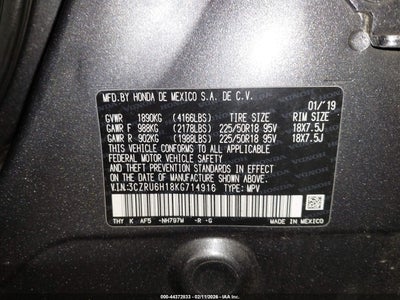 MFD. BY HONDA DE MEXICO S.A. DE C.V.
01/'19
GVWR 1890KG (4166LBS) TIRE SIZE RIM SIZE
GAWR F 988KG (2178LBS) 225/50R18 95V 18X7.5J
GAWR R 902KG (1988LBS) 225/50R18 95V 18X7.5J
THIS VEHICLE CONFORMS TO ALL APPLICABLE
FEDERAL MOTOR VEHICLE SAFETY, BUMPER, AND
THEFT PREVENTION STANDARDS IN EFFECT ON THE
DATE OF MANUFACTURE SHOWN ABOVE.
V.I.N:3CZRU6H18KG714916 TYPE: MPV
THY K AF5 -NH797M -R -G MADE IN MEXICO
000-44372833 - 02/11/2026 - IAAI